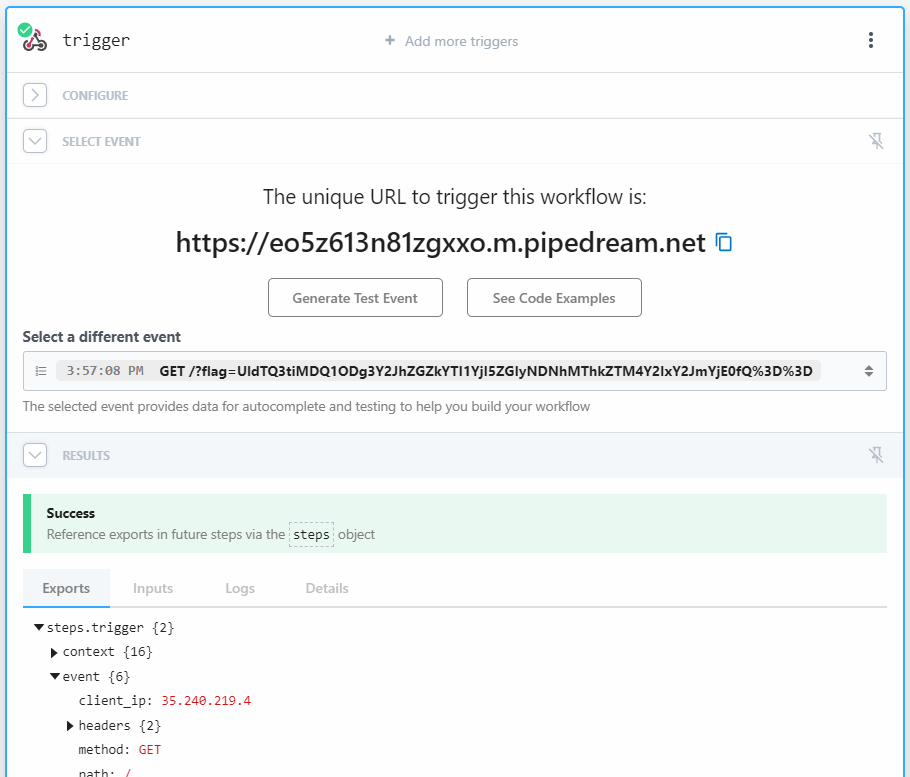 trigger
+ Add more triggers
CONFIGURE
SELECT EVENT
The unique URL to trigger this workflow is:
https://eo5z613n81zgxxo.m.pipedream.net
Generate Test Event
See Code Examples
Select a different event
3:57:08 PM GET /?flag=UldTQ3tiMDQ1ODg3Y2JhZGZkYTI1YjI5ZGIyNDNhMThkZTM4Y2IxY2JmYjE0fQ%3D%3D
The selected event provides data for autocomplete and testing to help you build your workflow
RESULTS
Success
Reference exports in future steps via the steps object
Exports Inputs Logs Details
steps.trigger {2}
context {16}
event {6}
client_ip: 35.240.219.4
headers {2}
method: GET
path: /